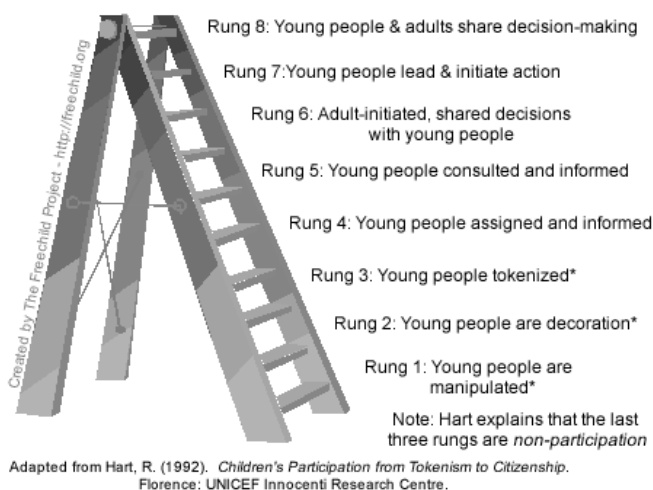 Rung 8: Young people & adults share decision-making
Rung 7:Young people lead & initiate action
Rung 6: Adult-initiated, shared decisions
with young people
Rung 5: Young people consulted and informed
Rung 4: Young people assigned and informed
Rung 3: Young people tokenized*
Rung 2: Young people are decoration*
Rung 1: Young people are
manipulated*
Note: Hart explains that the last
three rungs are non-participation
Created by The Freechild Project - http://freechild.org
Adapted from Hart, R. (1992). Children's Participation from Tokenism to Citizenship.
Florence: UNICEF Innocenti Research Centre.